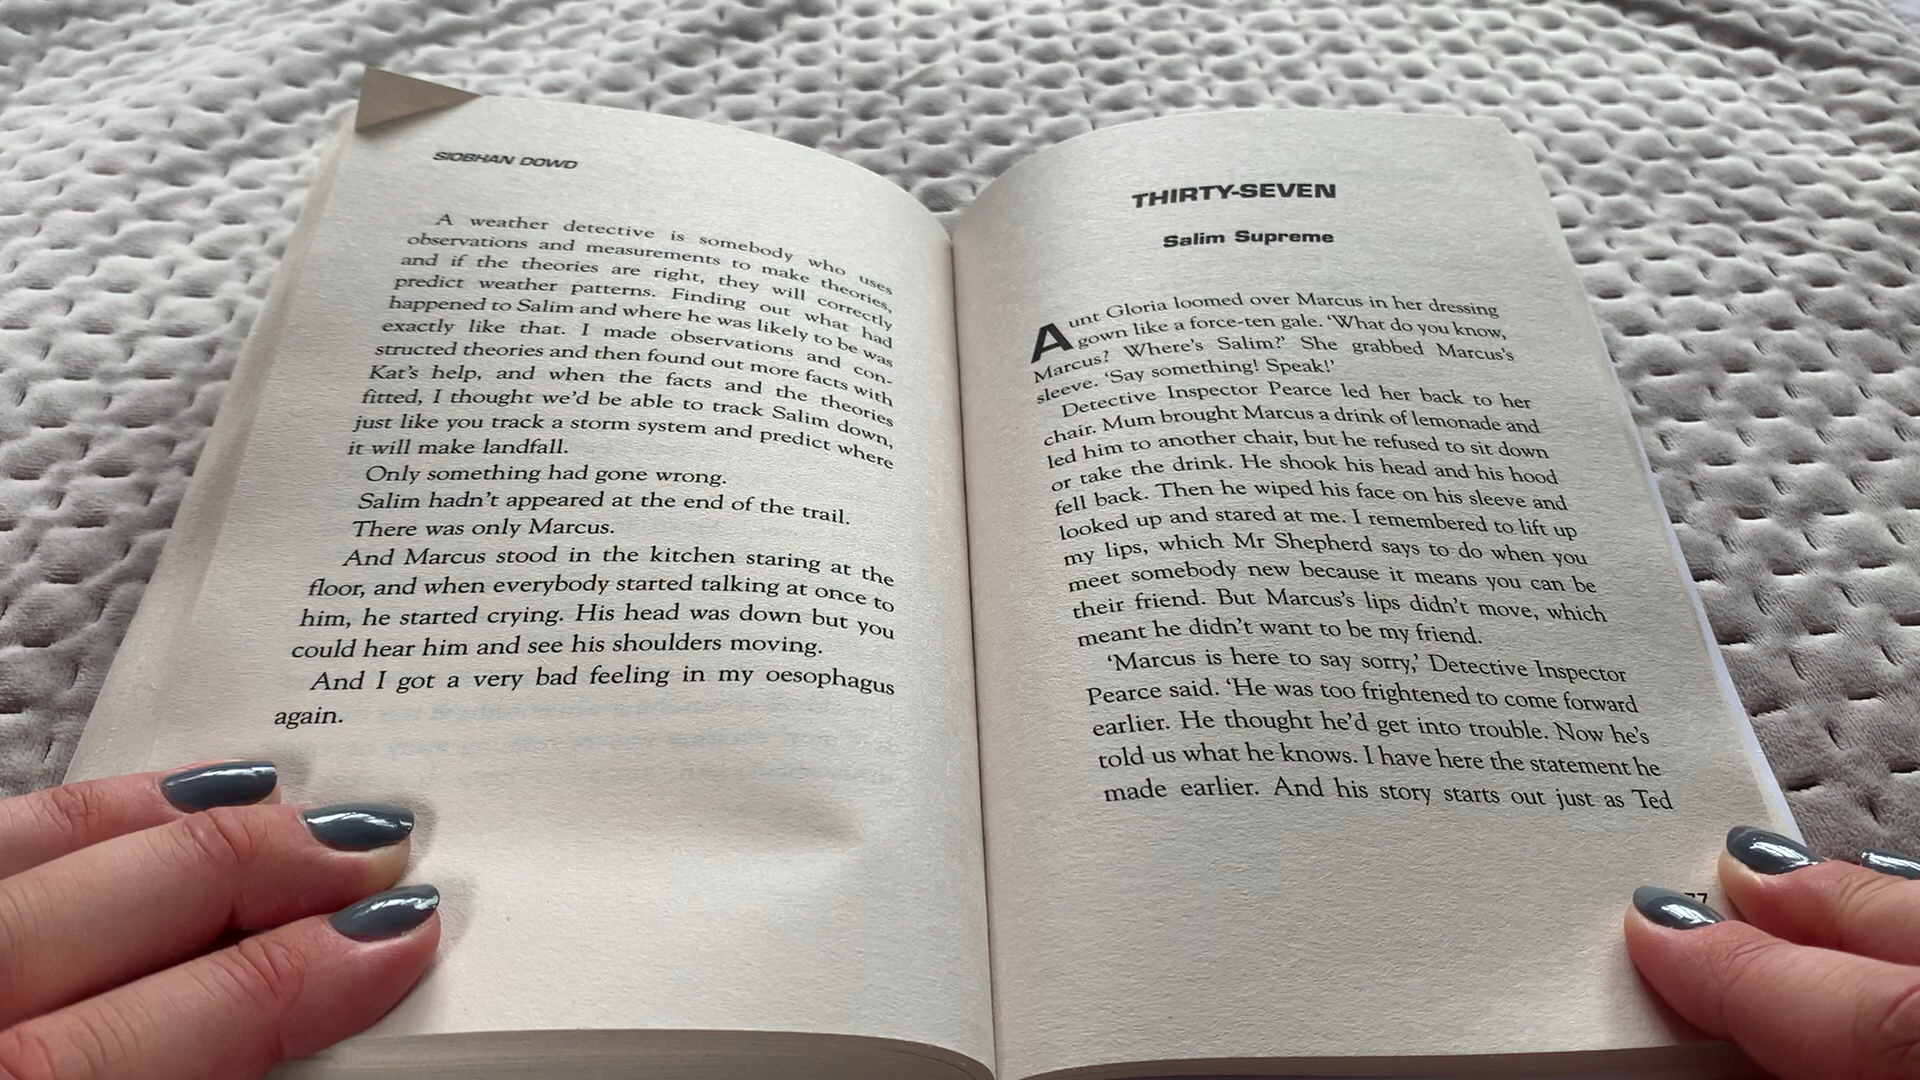 SIOBHAN DOWD
A weather detective is somebody who uses
observations and measurements to make theories,
and if the theories are right, they will correctly
predict weather patterns. Finding out what had
happened to Salim and where he was likely to be was
exactly like that. I made observations and con-
structed theories and then found out more facts with
Kat's help, and when the facts and the theories
fitted, I thought we'd be able to track Salim down,
just like you track a storm system and predict where
it will make landfall.
Only something had gone wrong.
Salim hadn't appeared at the end of the trail.
There was only Marcus.
And Marcus stood in the kitchen staring at the
floor, and when everybody started talking at once to
him, he started crying. His head was down but you
could hear him and see his shoulders moving.
And I got a very bad feeling in my oesophagus
again.
THIRTY-SEVEN
Salim Supreme
Aunt Gloria loomed over Marcus in her dressing
gown like a force-ten gale. 'What do you know,
Marcus? Where's Salim?' She grabbed Marcus's
sleeve. 'Say something! Speak!'
Detective Inspector Pearce led her back to her
chair. Mum brought Marcus a drink of lemonade and
led him to another chair, but he refused to sit down
or take the drink. He shook his head and his hood
fell back. Then he wiped his face on his sleeve and
looked up and stared at me. I remembered to lift up
my lips, which Mr Shepherd says to do when you
meet somebody new because it means you can be
their friend. But Marcus's lips didn't move, which
meant he didn't want to be my friend.
'Marcus is here to say sorry,' Detective Inspector
Pearce said. 'He was too frightened to come forward
earlier. He thought he'd get into trouble. Now he's
told us what he knows. I have here the statement he
made earlier. And his story starts out just as Ted